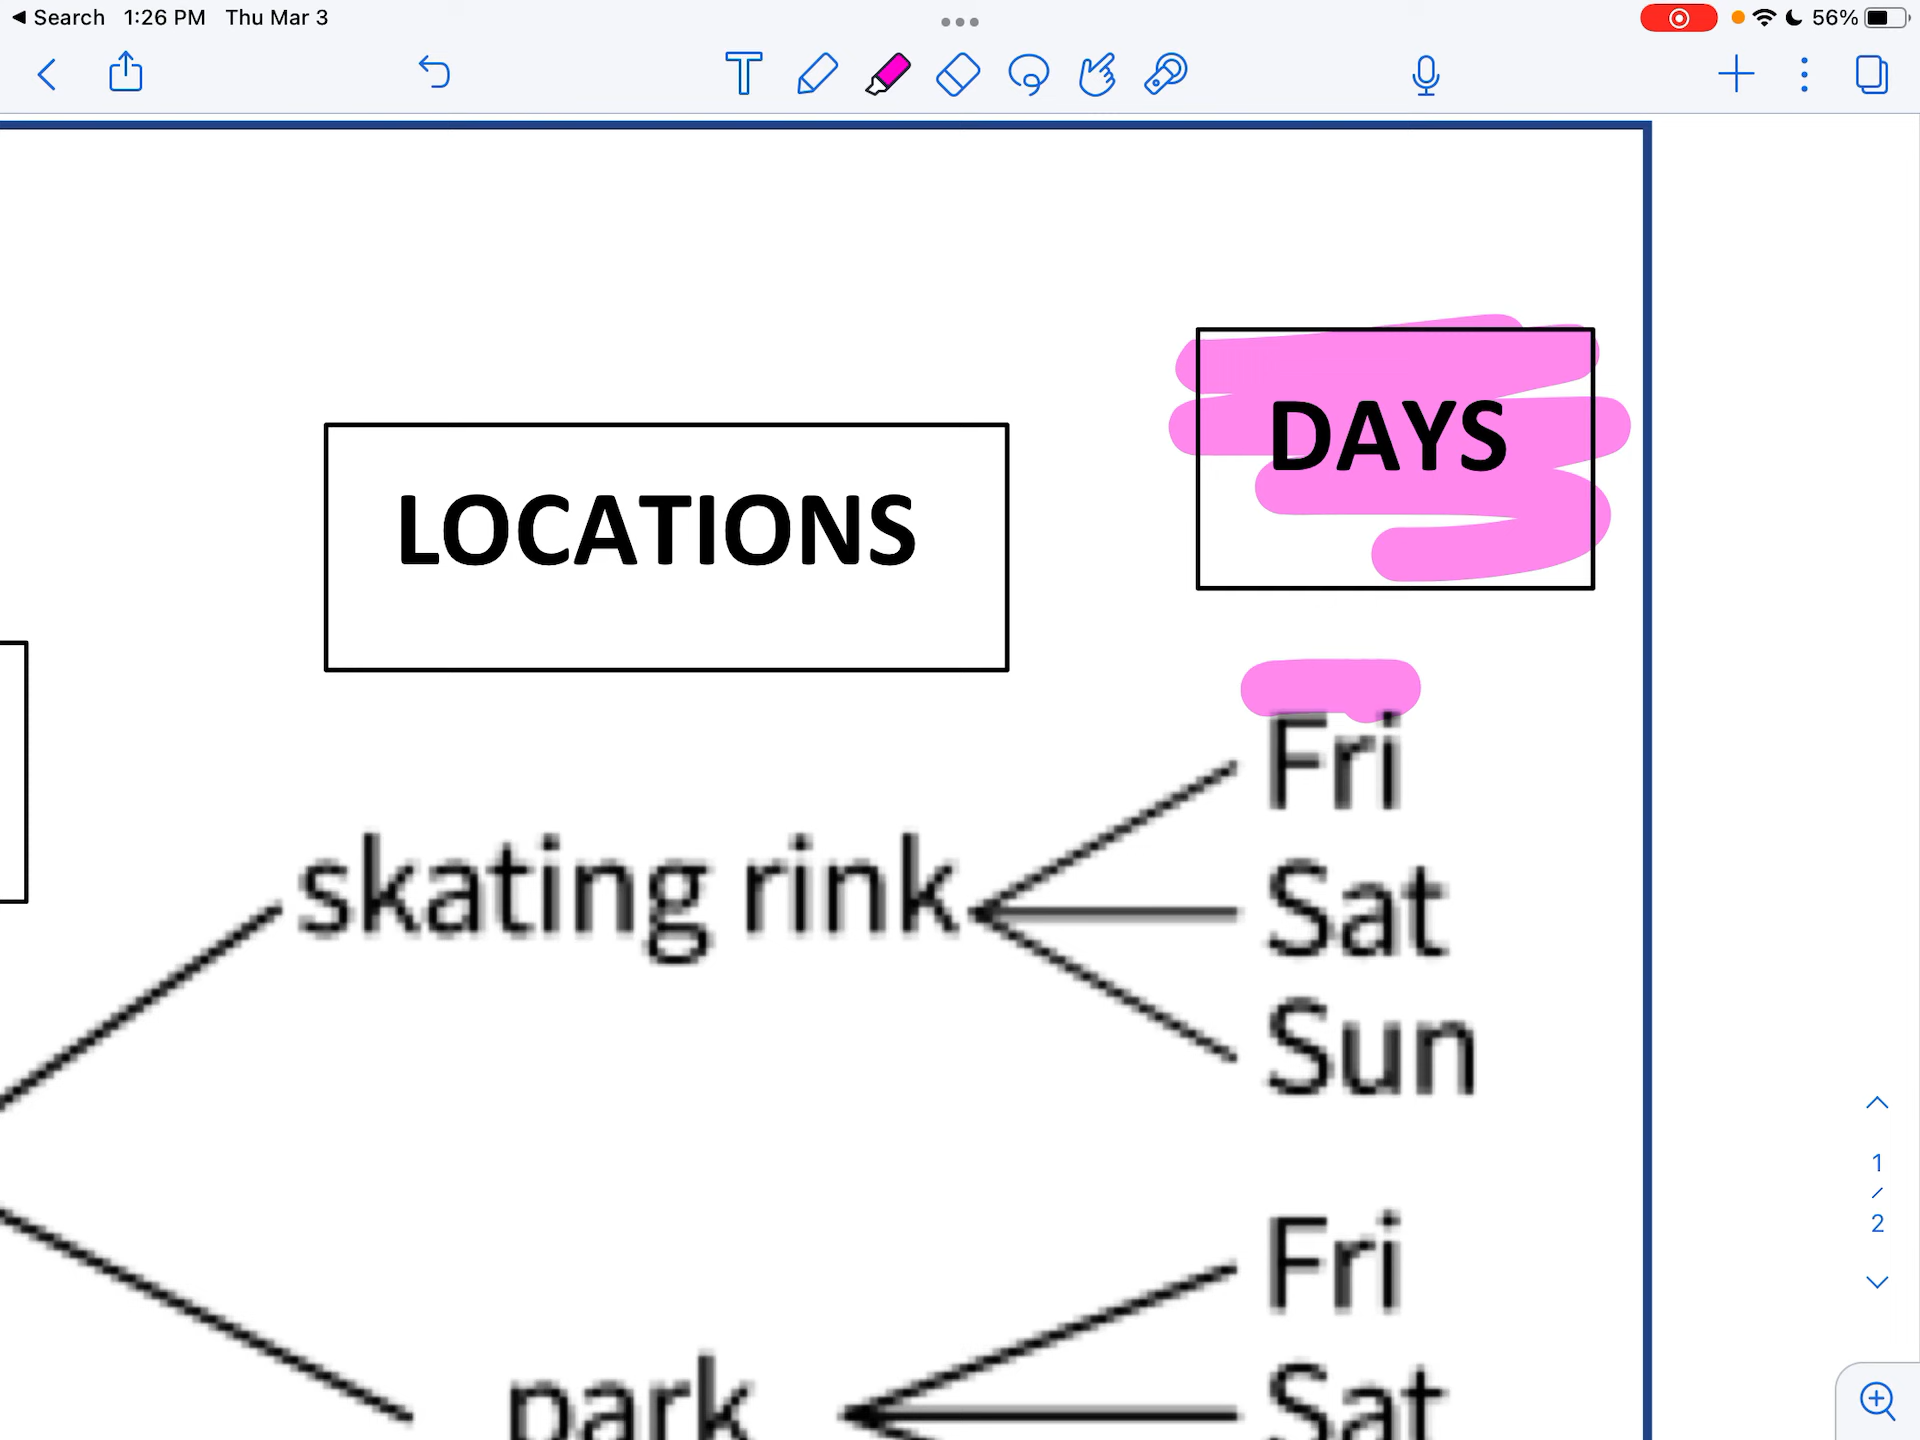 Search 1:26 PM Thu Mar 3
56%
T
DAYS
LOCATIONS
Fri
skating rink
Sat
Sun
1
/
2
Fri
park
Sat